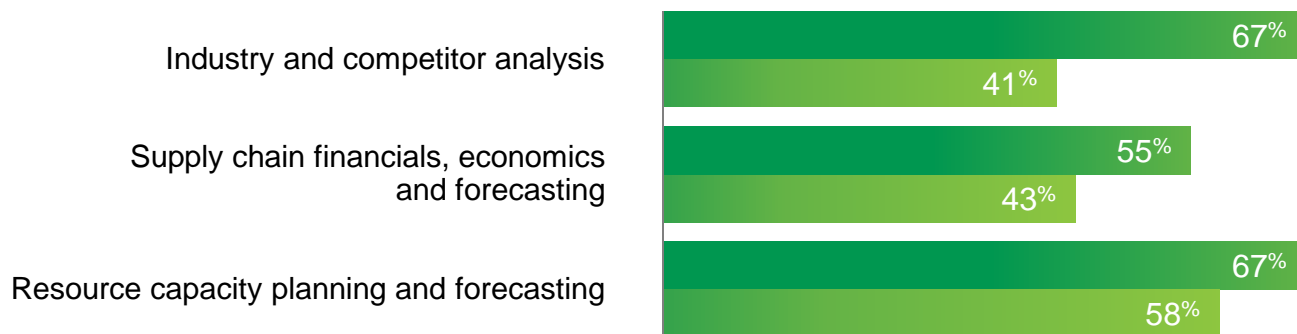 67%
Industry and competitor analysis
41%
Supply chain financials, economics
and forecasting
55%
43%
67%
Resource capacity planning and forecasting
58%